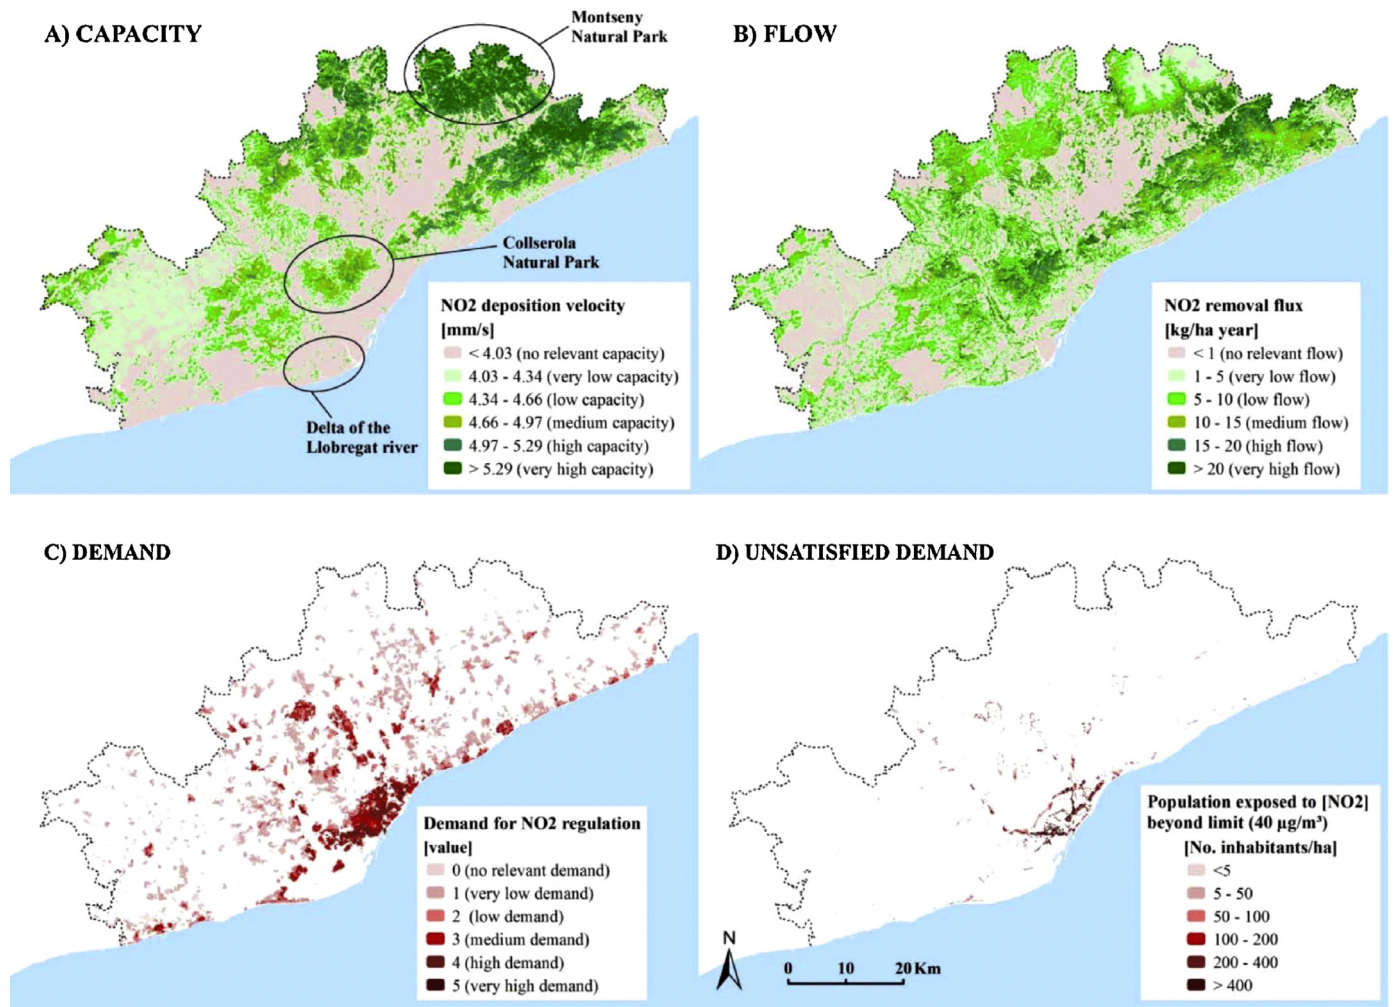 A) CAPACITY
Montseny
Natural Park
Collserola
Natural Park
Delta of the
Llobregat river
NO2 deposition velocity
[mm/s]
< 4.03 (no relevant capacity)
4.03 - 4.34 (very low capacity)
4.34 - 4.66 (low capacity)
4.66 - 4.97 (medium capacity)
4.97 - 5.29 (high capacity)
> 5.29 (very high capacity)
B) FLOW
NO2 removal flux
[kg/ha year]
< 1 (no relevant flow)
1 - 5 (very low flow)
5 - 10 (low flow)
10 - 15 (medium flow)
15 - 20 (high flow)
> 20 (very high flow)
C) DEMAND
Demand for NO2 regulation
[value]
0 (no relevant demand)
1 (very low demand)
2 (low demand)
3 (medium demand)
4 (high demand)
5 (very high demand)
D) UNSATISFIED DEMAND
Population exposed to [NO2]
beyond limit (40 µg/m³)
[No. inhabitants/ha]
<5
5 - 50
50 - 100
100 - 200
200 - 400
> 400
N
0 10 20 Km